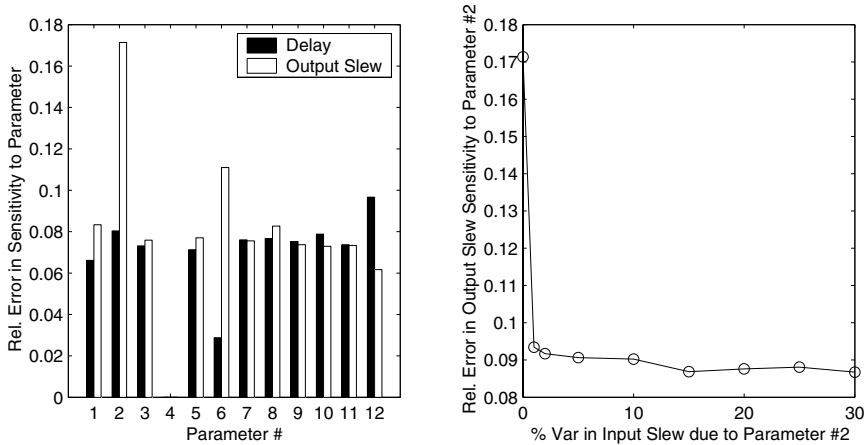 Rel. Error in Sensitivity to Parameter
0.18
0.16
0.14
0.12
0.1
0.08
0.06
0.04
0.02
0
Delay
Output Slew
1 2 3 4 5 6 7 8 9 10 11 12
Parameter #
Rel. Error in Output Slew Sensitivity to Parameter #2
0.18
0.17
0.16
0.15
0.14
0.13
0.12
0.11
0.1
0.09
0.08
0 10 20 30
% Var in Input Slew due to Parameter #2